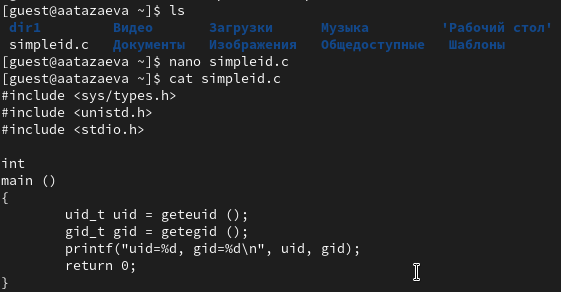 [guest@aatazaeva ~]$ ls
dir1 Видео Загрузки Музыка 'Рабочий стол'
simpleid.c Документы Изображения Общедоступные Шаблоны
[guest@aatazaeva ~]$ nano simpleid.c
[guest@aatazaeva ~]$ cat simpleid.c
#include <sys/types.h>
#include <unistd.h>
#include <stdio.h>
int
main ()
{
uid_t uid = geteuid ();
gid_t gid = getegid ();
printf("uid=%d, gid=%d\n", uid, gid);
return 0;
}